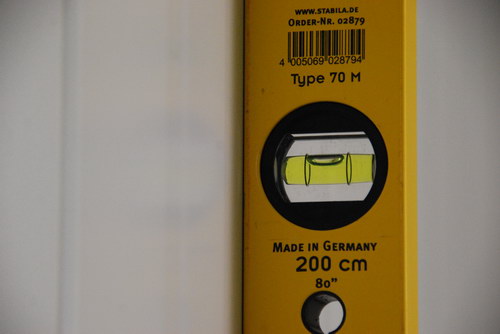 www.stabila.de
Order-Nr. 02879
4 005069 028794
Type 70 M
Made in Germany
200 cm
80"